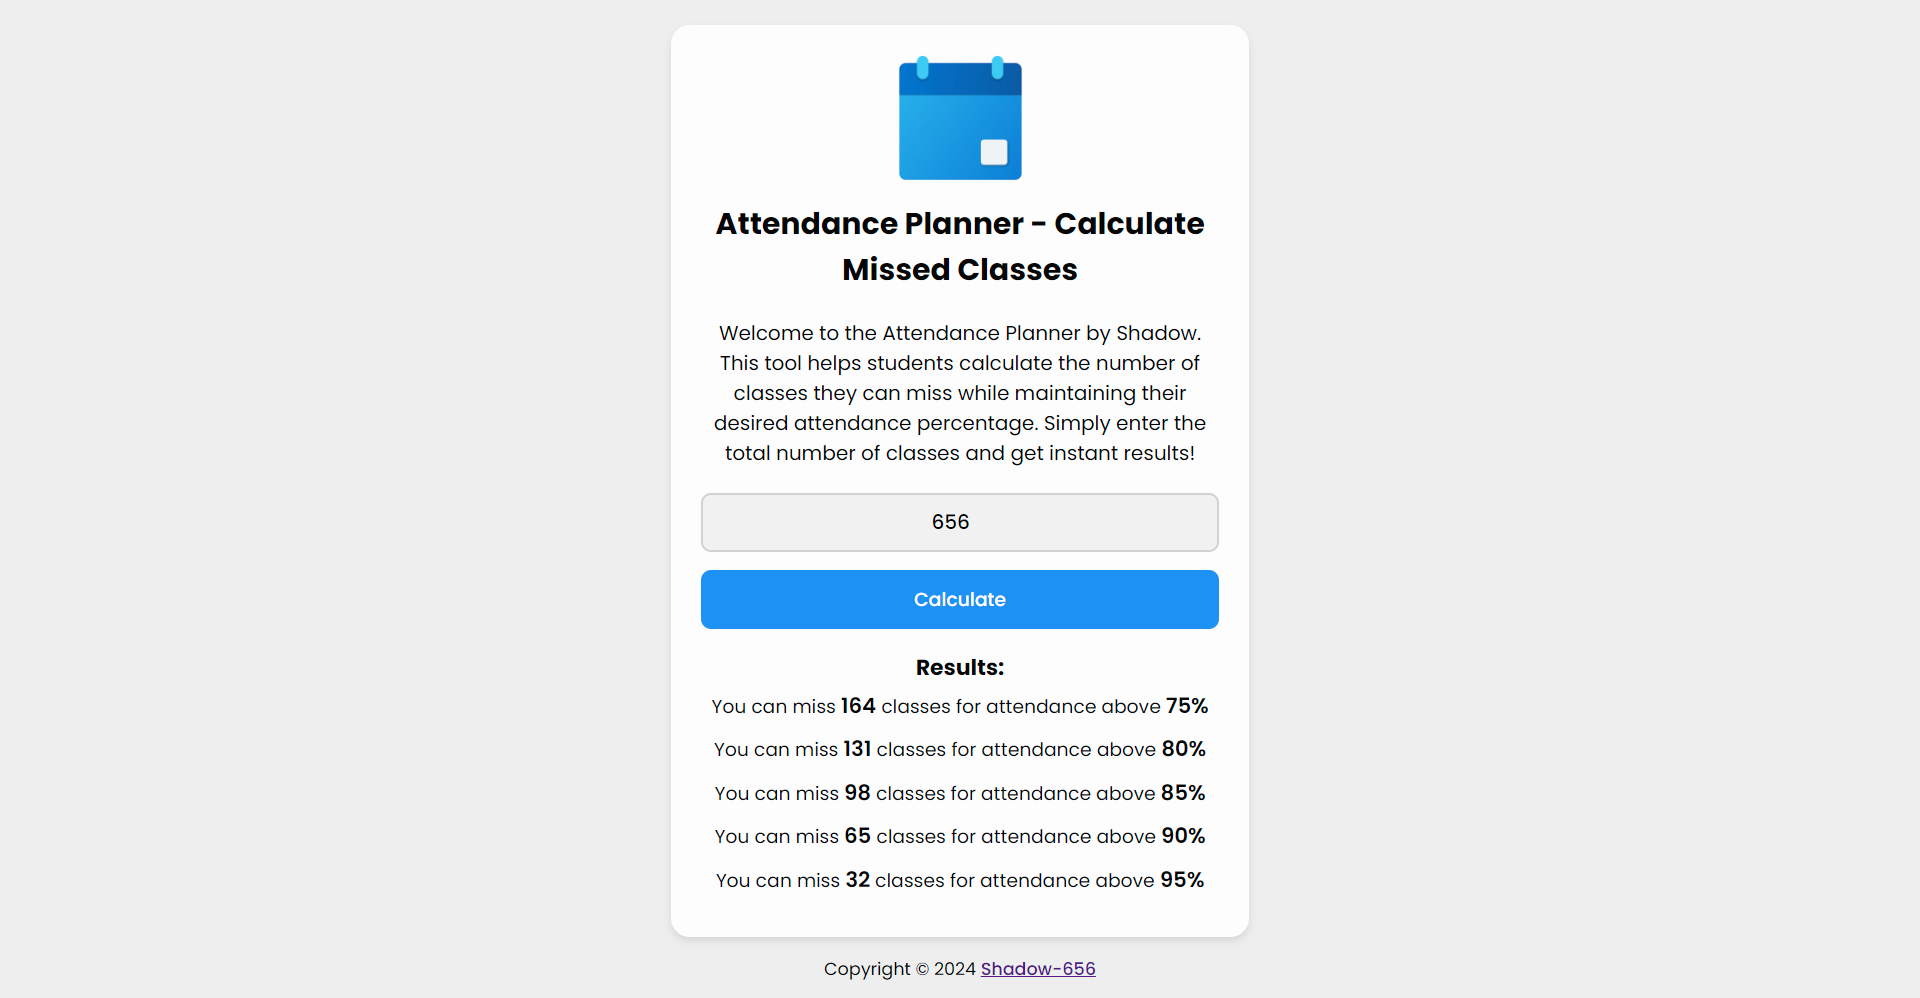 Attendance Planner - Calculate
Missed Classes
Welcome to the Attendance Planner by Shadow.
This tool helps students calculate the number of
classes they can miss while maintaining their
desired attendance percentage. Simply enter the
total number of classes and get instant results!
656
Calculate
Results:
You can miss 164 classes for attendance above 75%
You can miss 131 classes for attendance above 80%
You can miss 98 classes for attendance above 85%
You can miss 65 classes for attendance above 90%
You can miss 32 classes for attendance above 95%
Copyright © 2024 Shadow-656